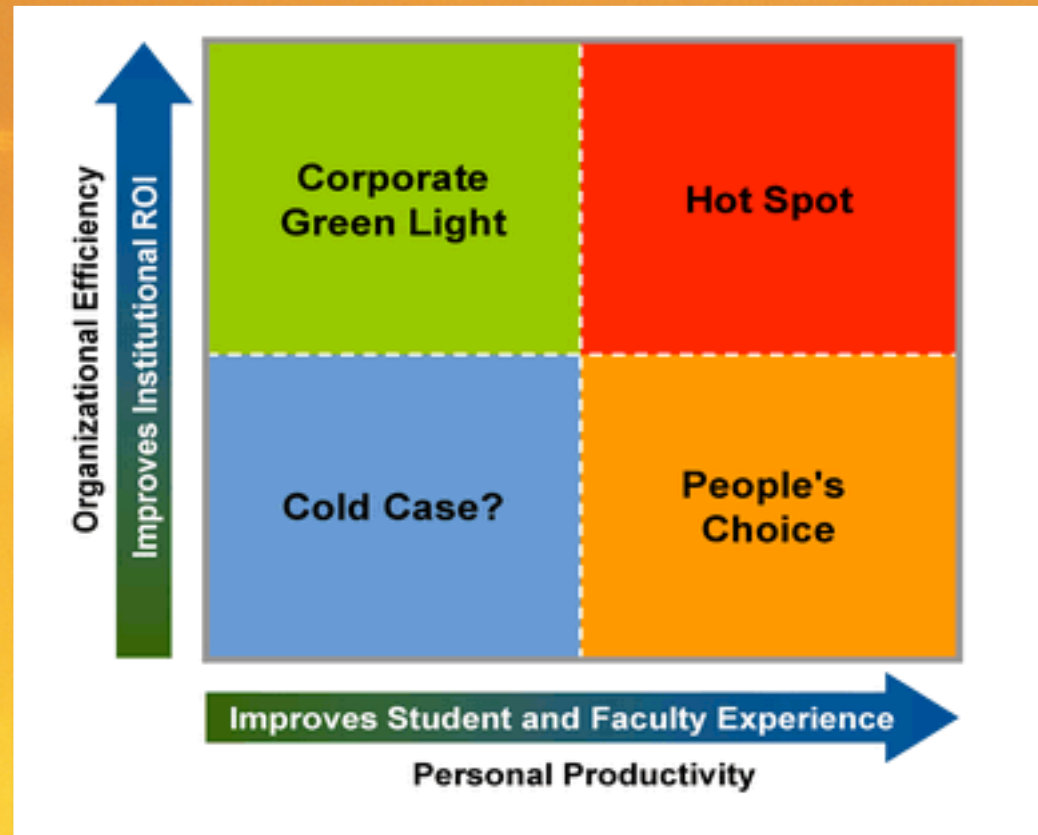 Organizational Efficiency
Improves Institutional ROI
Corporate
Green Light
Hot Spot
Cold Case?
People's
Choice
Improves Student and Faculty Experience
Personal Productivity